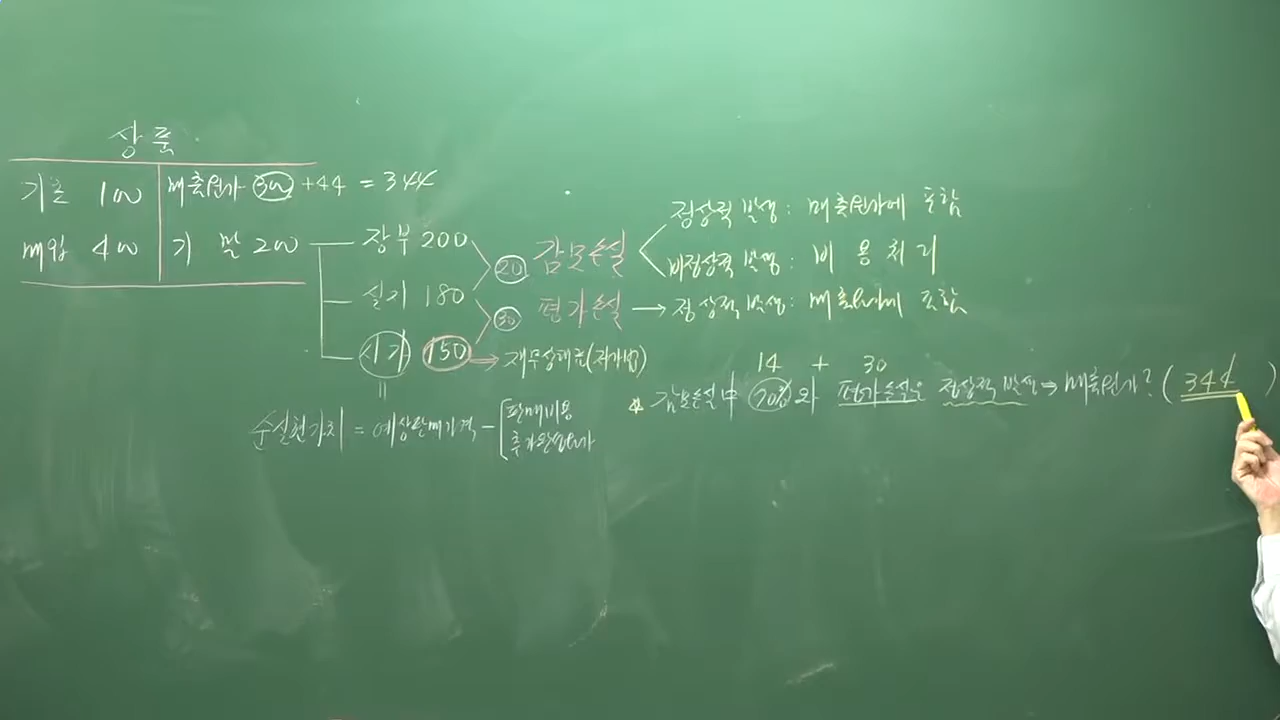 상품
기초 100 매출원가 300 +44 = 344
매입 400 기말 200 장부 200
실지 180
시가 150 → 재무상태표(저가법)
20 감모손실
정상적 발생 : 매출원가에 포함
비정상적 발생 : 비용처리
30 평가손실 → 정상적 발생 : 매출원가에 포함
=
순실현가치 = 예상판매가격 - [판매비용
추가완성원가
14 + 30
감모손실 中 70%와 평가손실은 정상적 발생 ⇒ 매출원가? ( 344 )